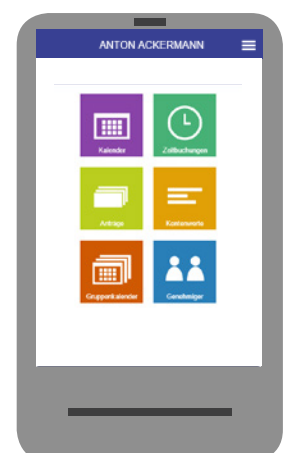 ANTON ACKERMANN
Kalender
Zeitbuchungen
Anträge
Kontenwerte
Gruppenkalender
Genehmiger